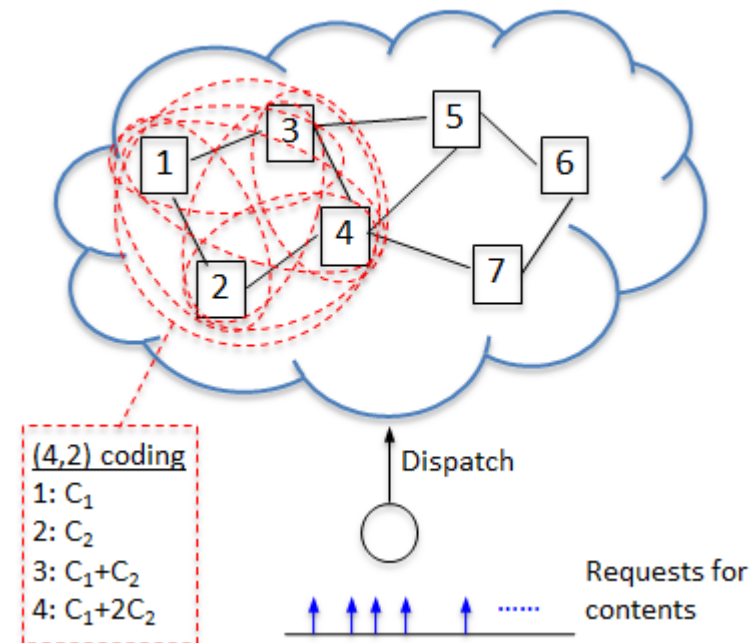 5
3
6
1
4
7
2
(4,2) coding
1: C₁
2: C₂
3: C₁+C₂
4: C₁+2C₂
Dispatch
Requests for
contents
......